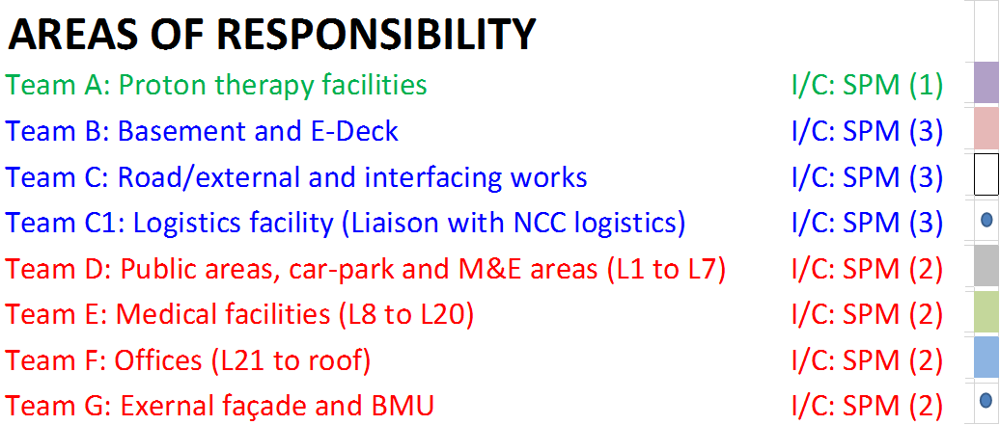 AREAS OF RESPONSIBILITY
Team A: Proton therapy facilities I/C: SPM (1)
Team B: Basement and E-Deck I/C: SPM (3)
Team C: Road/external and interfacing works I/C: SPM (3)
Team C1: Logistics facility (Liaison with NCC logistics) I/C: SPM (3)
Team D: Public areas, car-park and M&E areas (L1 to L7) I/C: SPM (2)
Team E: Medical facilities (L8 to L20) I/C: SPM (2)
Team F: Offices (L21 to roof) I/C: SPM (2)
Team G: Exernal façade and BMU I/C: SPM (2)